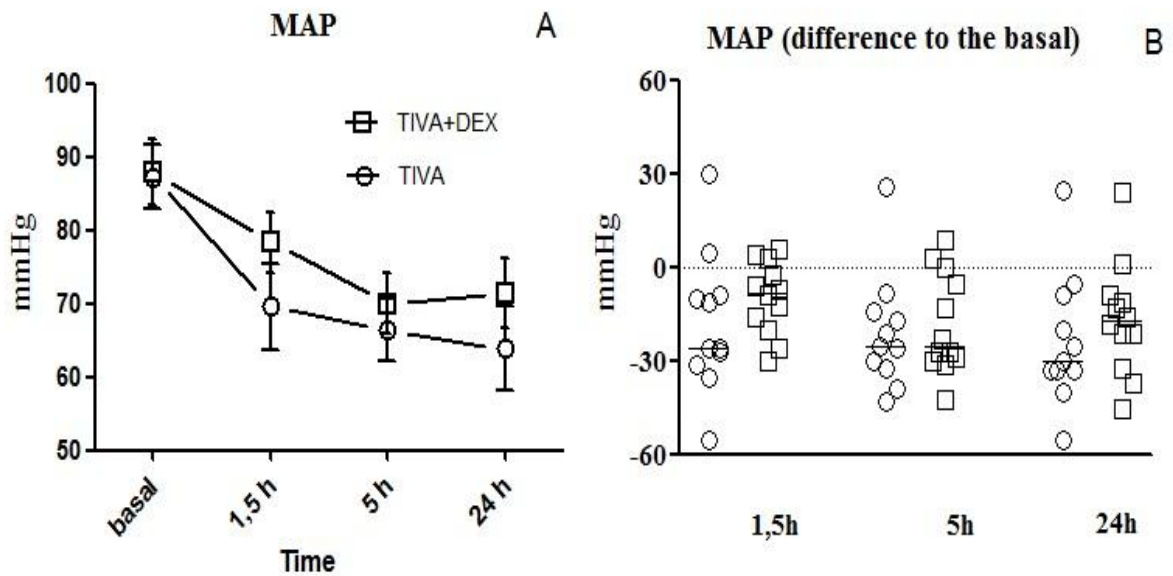 MAP
A
100
90
80
70
60
50
mmHg
TIVA+DEX
TIVA
basal
1,5 h
5 h
24 h
Time
MAP (difference to the basal)
B
60
30
0
-30
-60
mmHg
1,5h
5h
24h